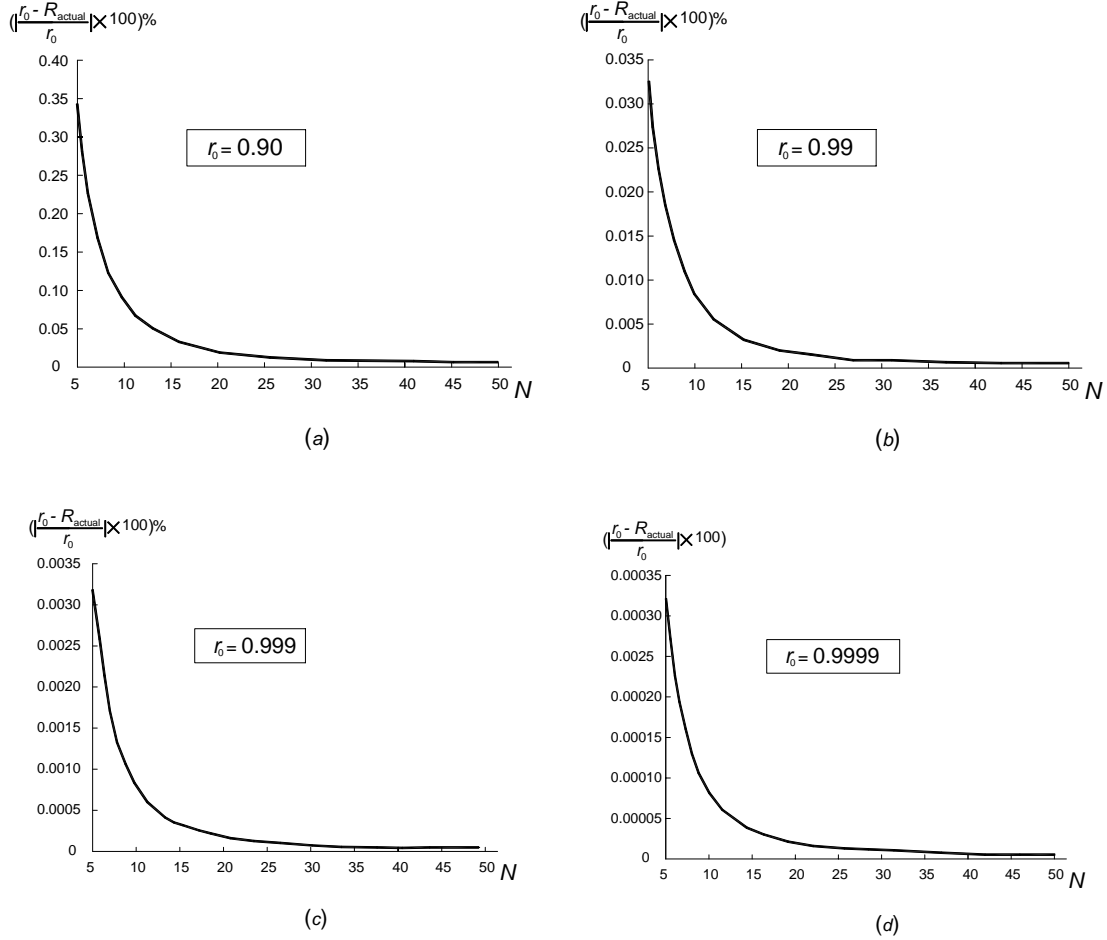 (|r₀ - R_actual / r₀|×100)%
0.40
0.35
0.30
0.25
0.20
0.15
0.10
0.05
0
r₀ = 0.90
5 10 15 20 25 30 35 40 45 50 N
(a)
(|r₀ - R_actual / r₀|×100)%
0.035
0.030
0.025
0.020
0.015
0.010
0.005
0
r₀ = 0.99
5 10 15 20 25 30 35 40 45 50 N
(b)
(|r₀ - R_actual / r₀|×100)%
0.0035
0.0030
0.0025
0.0020
0.0015
0.0010
0.0005
0
r₀ = 0.999
5 10 15 20 25 30 35 40 45 50 N
(c)
(|r₀ - R_actual / r₀|×100)
0.00035
0.00030
0.00025
0.00020
0.00015
0.00010
0.00005
0
r₀ = 0.9999
5 10 15 20 25 30 35 40 45 50 N
(d)